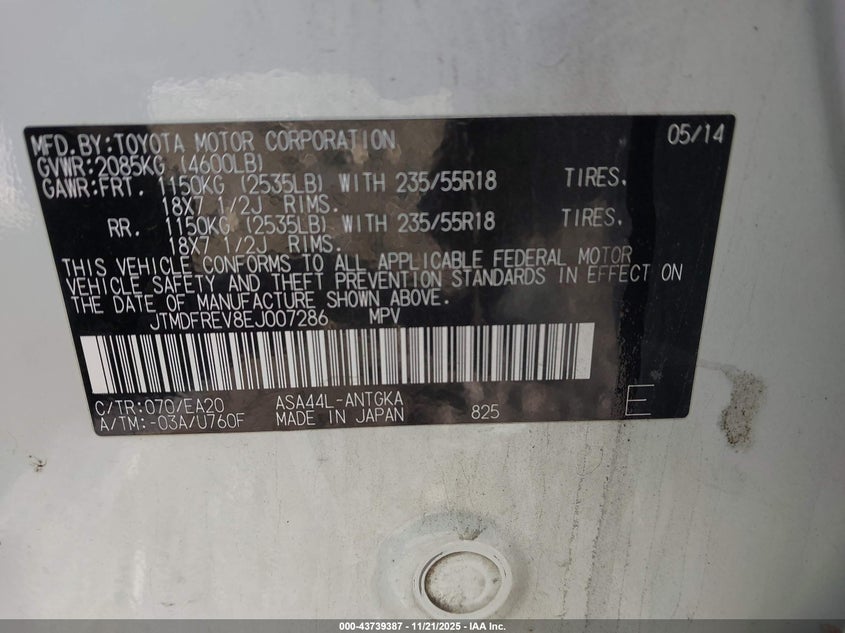 MFD.BY:TOYOTA MOTOR CORPORATION 05/14
GVWR:2085KG (4600LB)
GAWR:FRT. 1150KG (2535LB) WITH 235/55R18 TIRES,
18X7 1/2J RIMS.
RR. 1150KG (2535LB) WITH 235/55R18 TIRES,
18X7 1/2J RIMS.
THIS VEHICLE CONFORMS TO ALL APPLICABLE FEDERAL MOTOR
VEHICLE SAFETY AND THEFT PREVENTION STANDARDS IN EFFECT ON
THE DATE OF MANUFACTURE SHOWN ABOVE.
JTMDFREV8EJ007286 MPV
C/TR:070/EA20 ASA44L-ANTGKA
A/TM:-03A/U760F MADE IN JAPAN 825 E
000-43739387 - 11/21/2025 - IAA Inc.